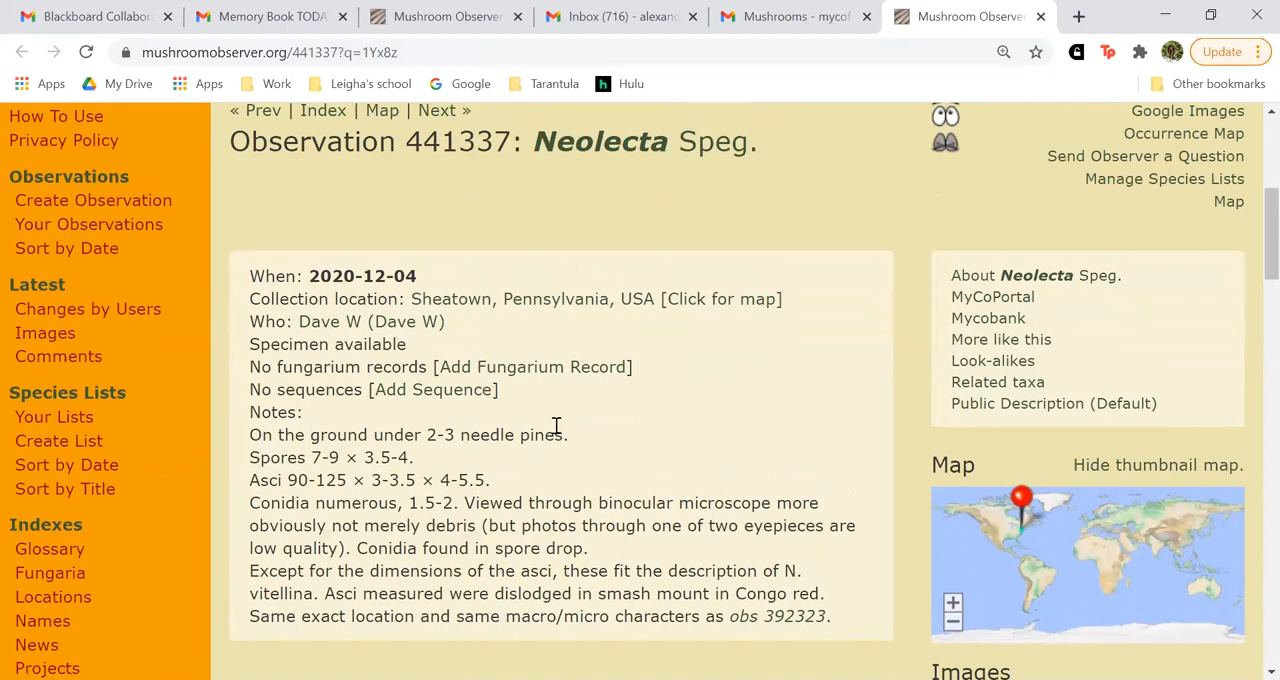 Blackboard Collabora
Memory Book TODA
Mushroom Observer
Inbox (716) - alexand
Mushrooms - mycof
Mushroom Observer
mushroomobserver.org/441337?q=1Yx8z
Tp
Update
Apps
My Drive
Apps
Work
Leigha's school
Google
Tarantula
Hulu
Other bookmarks
How To Use
Privacy Policy
Observations
Create Observation
Your Observations
Sort by Date
Latest
Changes by Users
Images
Comments
Species Lists
Your Lists
Create List
Sort by Date
Sort by Title
Indexes
Glossary
Fungaria
Locations
Names
News
Projects
« Prev | Index | Map | Next »
Observation 441337: Neolecta Speg.
When: 2020-12-04
Collection location: Sheatown, Pennsylvania, USA [Click for map]
Who: Dave W (Dave W)
Specimen available
No fungarium records [Add Fungarium Record]
No sequences [Add Sequence]
Notes:
On the ground under 2-3 needle pines.
Spores 7-9 × 3.5-4.
Asci 90-125 × 3-3.5 × 4-5.5.
Conidia numerous, 1.5-2. Viewed through binocular microscope more
obviously not merely debris (but photos through one of two eyepieces are
low quality). Conidia found in spore drop.
Except for the dimensions of the asci, these fit the description of N.
vitellina. Asci measured were dislodged in smash mount in Congo red.
Same exact location and same macro/micro characters as obs 392323.
Google Images
Occurrence Map
Send Observer a Question
Manage Species Lists
Map
About Neolecta Speg.
MyCoPortal
Mycobank
More like this
Look-alikes
Related taxa
Public Description (Default)
Map
Hide thumbnail map.
Images